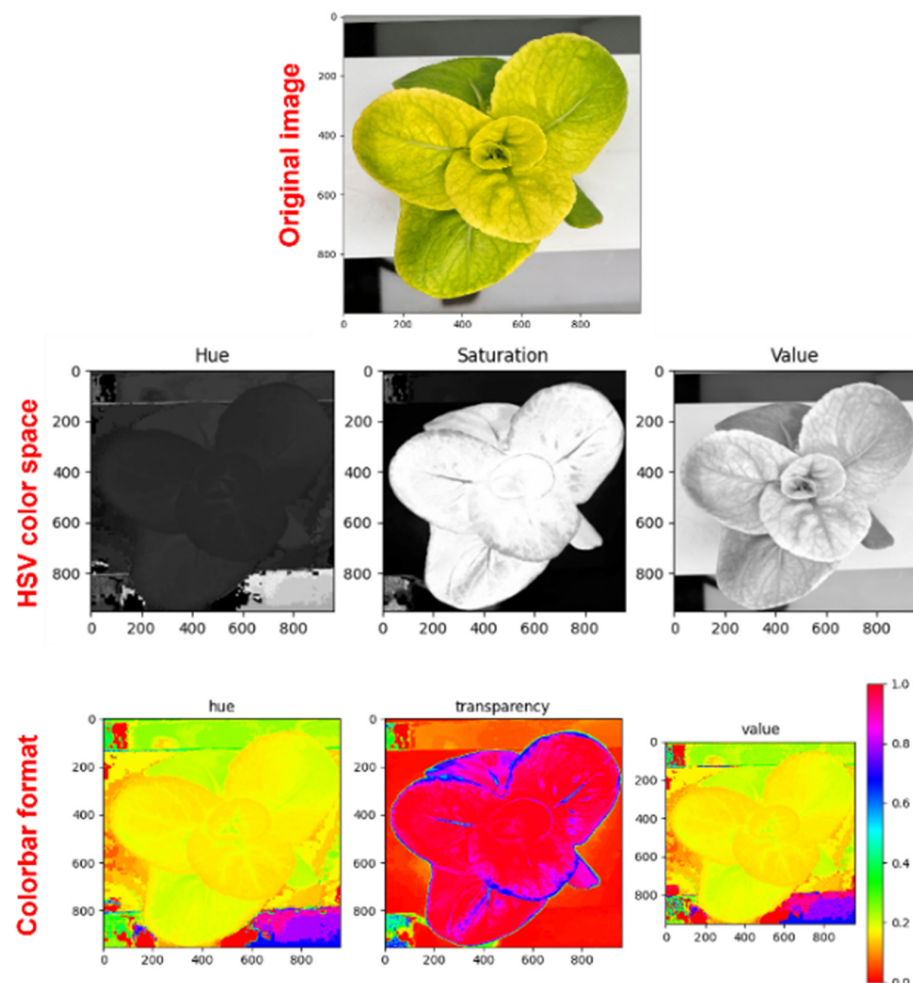 Original image
0
200
400
600
800
0 200 400 600 800
HSV color space
Hue Saturation Value
0 0 0
200 200 200
400 400 400
600 600 600
800 800 800
0 200 400 600 800 0 200 400 600 800 0 200 400 600 800
Colorbar format
hue transparency value
0 0 0
200 200 200
400 400 400
600 600 600
800 800 800
0 200 400 600 800 0 200 400 600 800 0 200 400 600 800
1.0
0.8
0.6
0.4
0.2
0.0